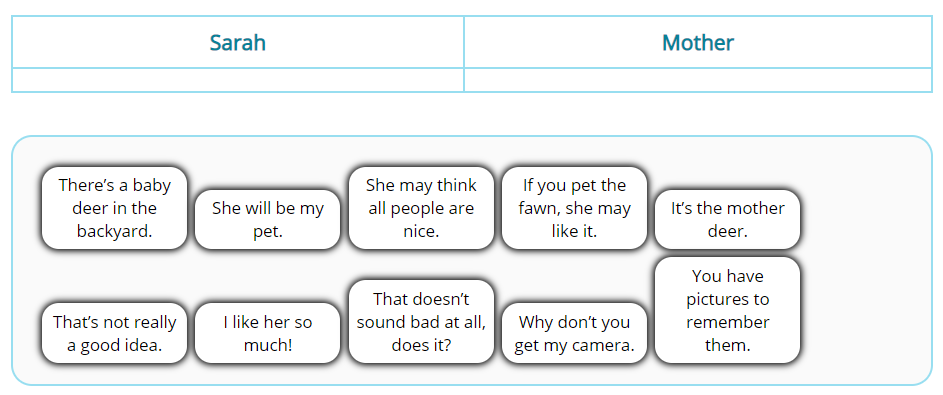 Sarah
Mother
There’s a baby
deer in the
backyard.
She will be my
pet.
She may think
all people are
nice.
If you pet the
fawn, she may
like it.
It’s the mother
deer.
That’s not really
a good idea.
I like her so
much!
That doesn’t
sound bad at all,
does it?
Why don’t you
get my camera.
You have
pictures to
remember
them.